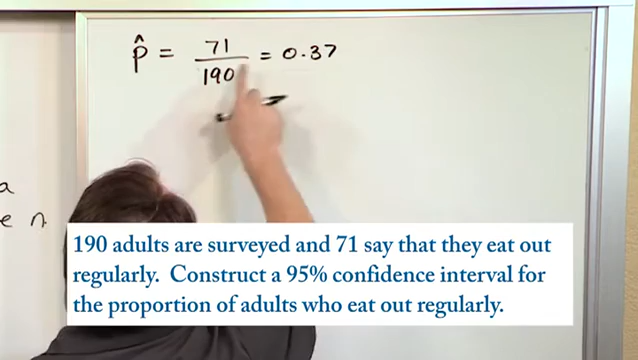 p̂ = 71/190 = 0.37
a
e n
190 adults are surveyed and 71 say that they eat out
regularly. Construct a 95% confidence interval for
the proportion of adults who eat out regularly.